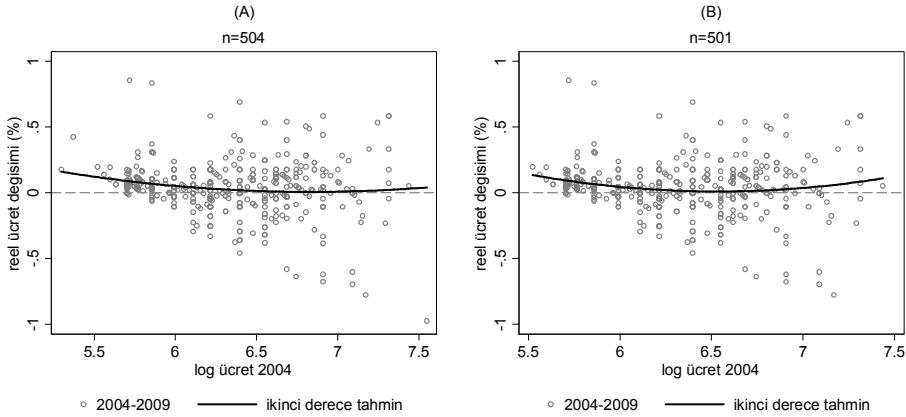 (A)
n=504
reel ücret degisimi (%)
1
.5
0
-.5
-1
5.5 6 6.5 7 7.5
log ücret 2004
2004-2009 ikinci derece tahmin
(B)
n=501
reel ücret degisimi (%)
1
.5
0
-.5
-1
5.5 6 6.5 7 7.5
log ücret 2004
2004-2009 ikinci derece tahmin